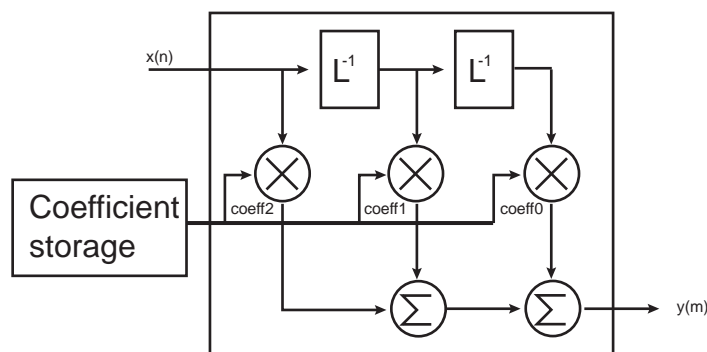 x(n)
L-1
L-1
coeff2
coeff1
coeff0
Coefficient
storage
Σ
Σ
y(m)